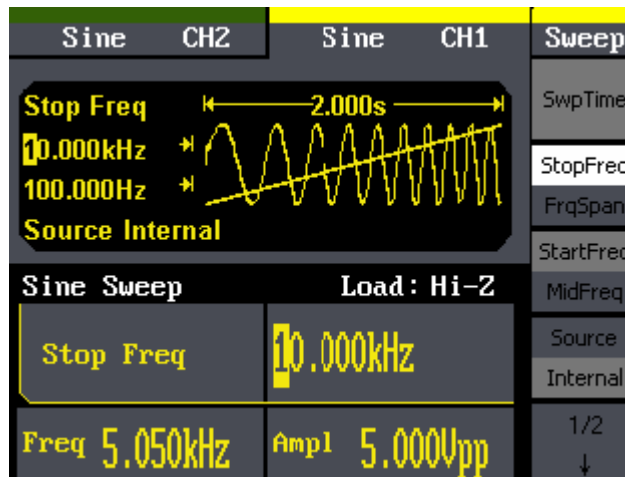 Sine CH2 Sine CH1 Sweep
Stop Freq 2.000s
10.000kHz
100.000Hz
Source Internal
SwpTime
StopFreq
FrqSpan
StartFreq
MidFreq
Source
Internal
1/2
Sine Sweep Load: Hi-Z
Stop Freq 10.000kHz
Freq 5.050kHz Ampl 5.000Vpp